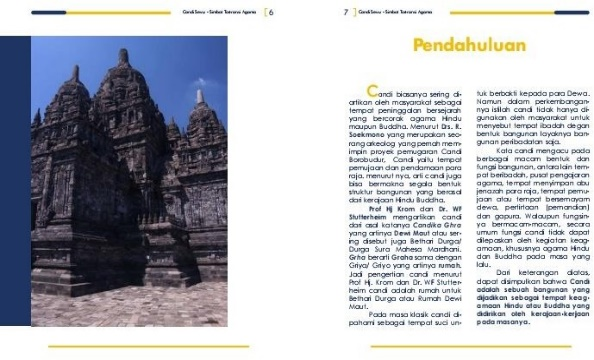 Candi Sewu - Simbol Toleransi Agama [ 6
7 ] Candi Sewu - Simbol Toleransi Agama
Pendahuluan
Candi biasanya sering di-
artikan oleh masyarakat sebagai
tempat peninggalan bersejarah
yang bercorak agama Hindu
maupun Buddha. Menurut Drs. R.
Soekmono yang merupakan seo-
rang arkeolog yang pernah mem-
impin proyek pemugaran Candi
Borobudur, Candi yaitu tempat
pemujaan dan pendarmaan para
raja. menurut nya, arti candi juga
bisa bermakna segala bentuk
struktur bangunan yang berasal
dari kerajaan Hindu Buddha.
Prof Hj Krom dan Dr. WF
Stutterheim mengartikan candi
dari asal katanya Candika Ghra
yang artinya Dewi Maut atau ser-
ing disebut juga Bethari Durga/
Durga Sura Mahesa Mardhani.
Grha berarti Graha sama dengan
Griya/ Griyo yang artinya rumah.
Jadi pengertian candi menurut
Prof Hj. Krom dan Dr. WF Stutter-
heim candi adalah rumah untuk
Bethari Durga atau Rumah Dewi
Maut.
Pada masa klasik candi di-
pahami sebagai tempat suci un-
tuk berbakti kepada para Dewa.
Namun dalam perkembangan-
nya istilah candi tidak hanya di-
gunakan oleh masyarakat untuk
menyebut tempat ibadah degan
bentuk bangunan layaknya ban-
gunan peribadatan saja.
Kata candi mengacu pada
berbagai macam bentuk dan
fungsi bangunan, antara lain tem-
pat beribadah, pusat pengajaran
agama, tempat menyimpan abu
jenazah para raja, tempat pemu-
jaan atau tempat bersemayam
dewa, pertirtaan (pemandian)
dan gapura. Walaupun fungsin-
ya bermacam-macam, secara
umum fungsi candi tidak dapat
dilepaskan oleh kegiatan keag-
amaan, khususnya agama Hindu
dan Buddha pada masa yang
lalu.
Dari keterangan diatas,
dapat disimpulkan bahwa Candi
adalah sebuah bangunan yang
dijadikan sebagai tempat keag-
amaan Hindu atau Buddha yang
didirikan oleh kerajaan-kerjaan
pada masanya.